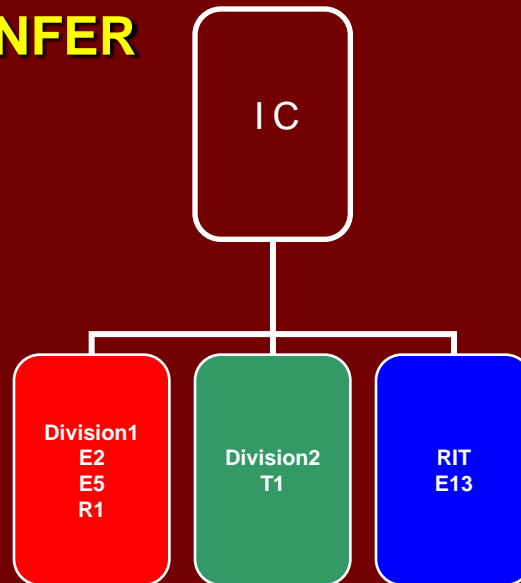 NFER
I C
Division1
E2
E5
R1
Division2
T1
RIT
E13